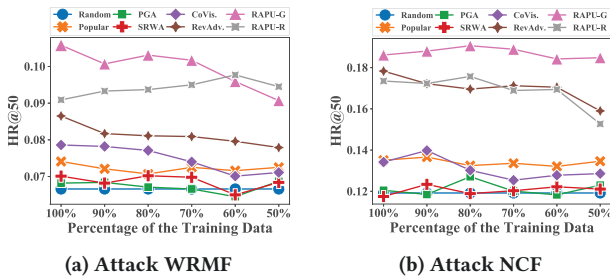 Random PGA CoVis. RAPU-G
Popular SRWA RevAdv. RAPU-R
0.10
0.09
0.08
0.07
HR@50
100% 90% 80% 70% 60% 50%
Percentage of the Training Data
(a) Attack WRMF
Random PGA CoVis. RAPU-G
Popular SRWA RevAdv. RAPU-R
0.18
0.16
0.14
0.12
HR@50
100% 90% 80% 70% 60% 50%
Percentage of the Training Data
(b) Attack NCF